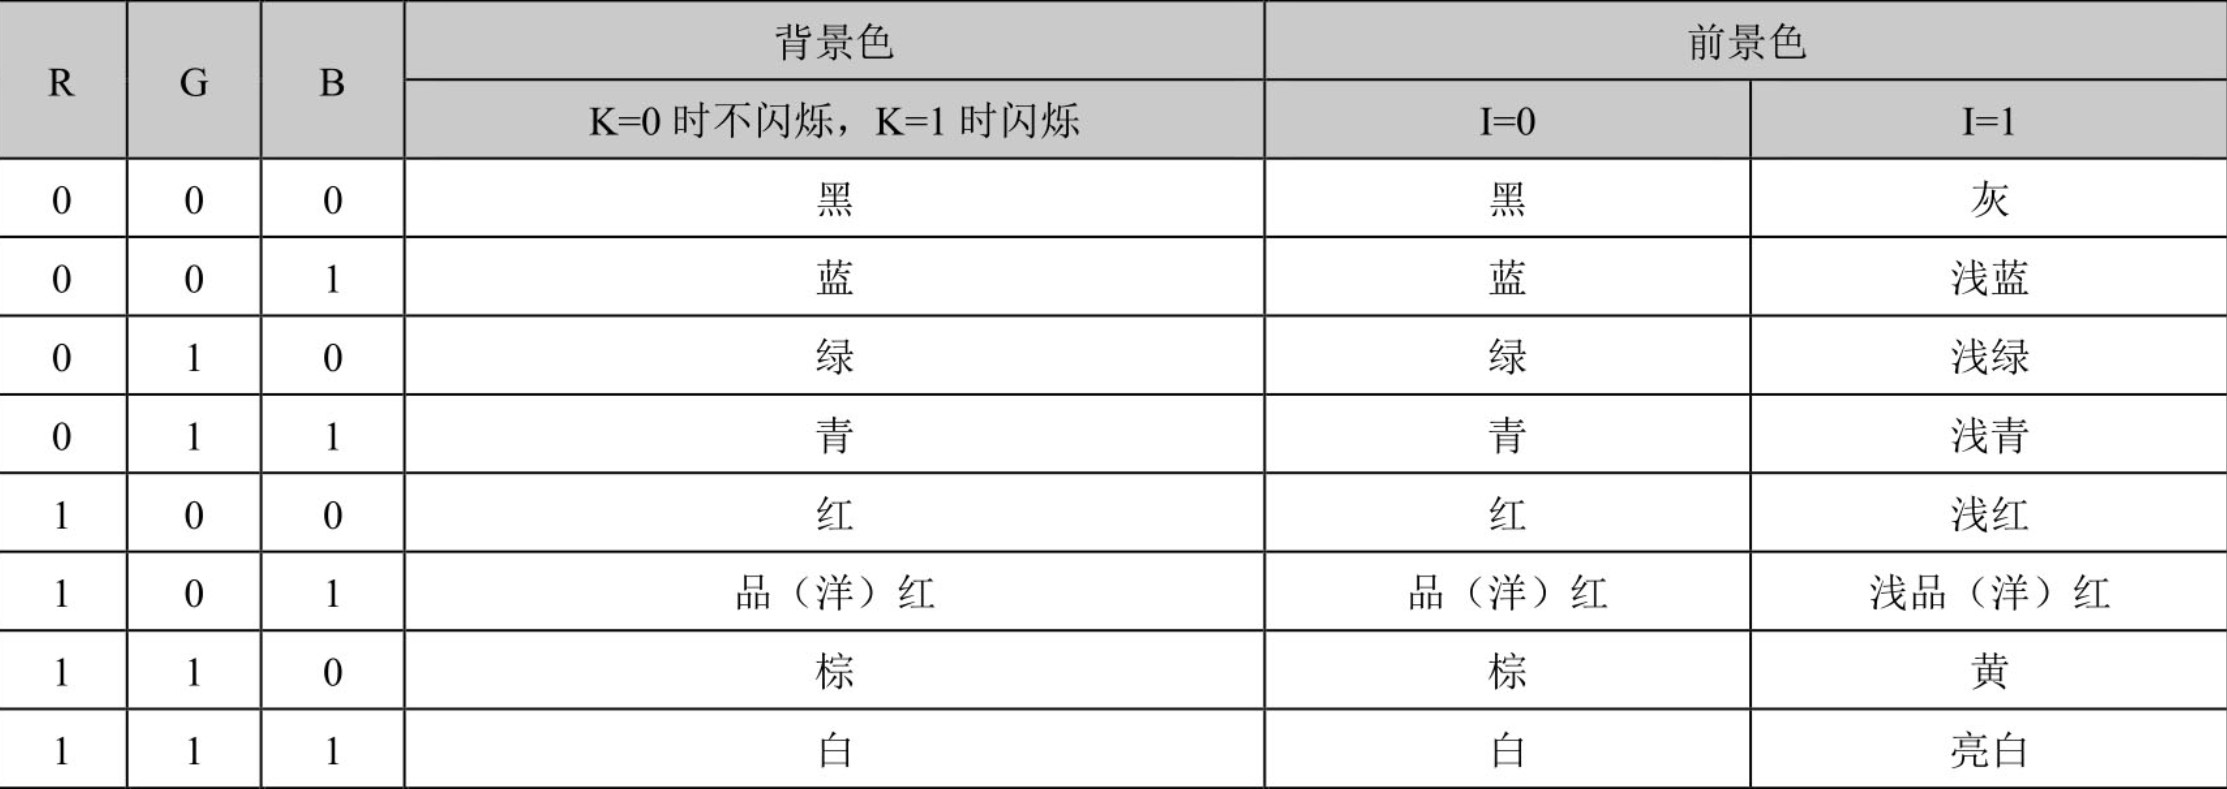 R G B 背景色 前景色
K=0 时不闪烁，K=1 时闪烁 I=0 I=1
0 0 0 黑 黑 灰
0 0 1 蓝 蓝 浅蓝
0 1 0 绿 绿 浅绿
0 1 1 青 青 浅青
1 0 0 红 红 浅红
1 0 1 品（洋）红 品（洋）红 浅品（洋）红
1 1 0 棕 棕 黄
1 1 1 白 白 亮白